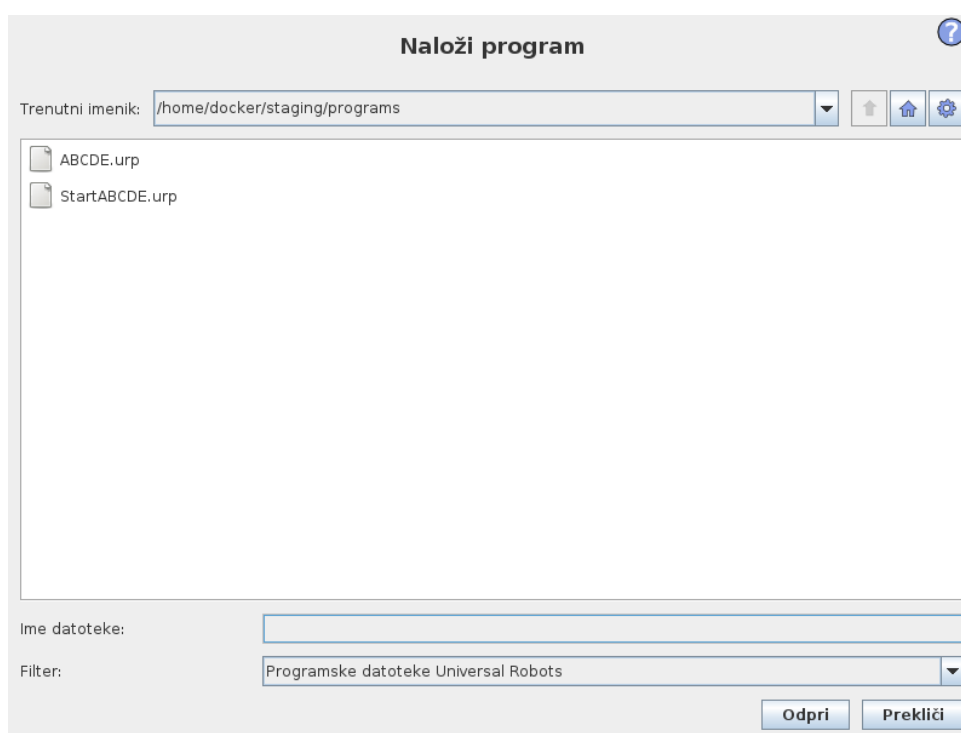 Naloži program
?
Trenutni imenik: /home/docker/staging/programs
ABCDE.urp
StartABCDE.urp
Ime datoteke:
Filter: Programske datoteke Universal Robots
Odpri Prekliči